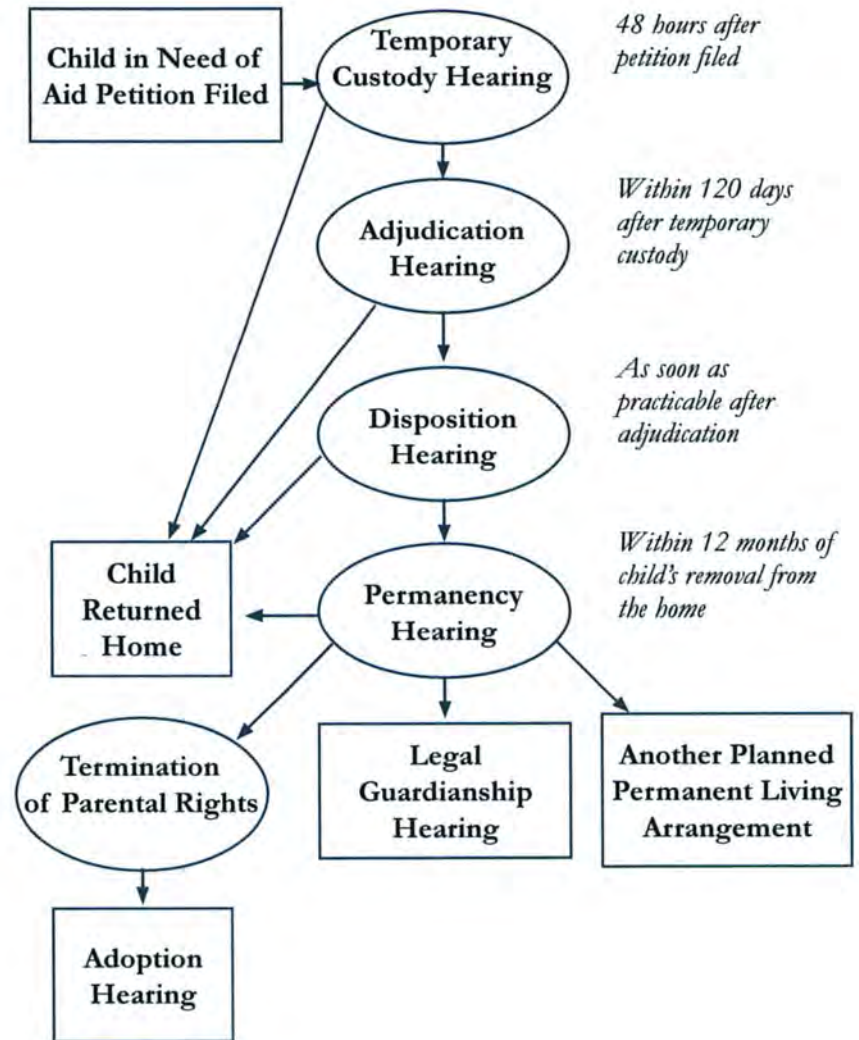 Child in Need of
Aid Petition Filed
Temporary
Custody Hearing
48 hours after
petition filed
Adjudication
Hearing
Within 120 days
after temporary
custody
Disposition
Hearing
As soon as
practicable after
adjudication
Child
Returned
Home
Permanency
Hearing
Within 12 months of
child's removal from
the home
Termination
of Parental Rights
Legal
Guardianship
Hearing
Another Planned
Permanent Living
Arrangement
Adoption
Hearing